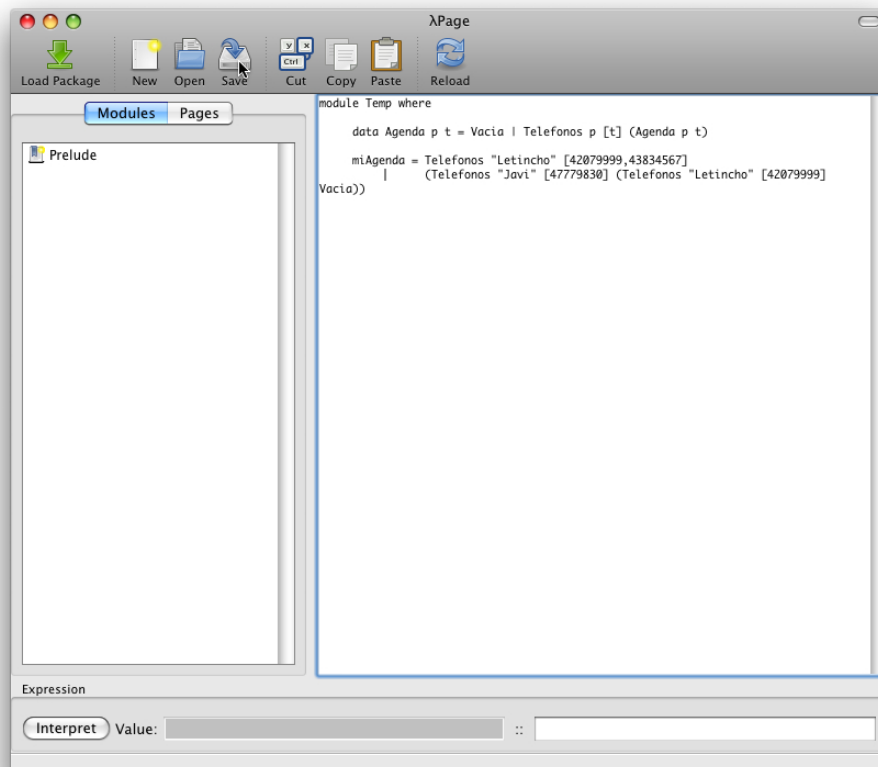 λPage
Load Package New Open Save Cut Copy Paste Reload
y x
Ctrl
Modules Pages
Prelude
module Temp where
data Agenda p t = Vacia | Telefonos p [t] (Agenda p t)
miAgenda = Telefonos "Letincho" [42079999,43834567]
(Telefonos "Javi" [47779830] (Telefonos "Letincho" [42079999]
Vacia))
Expression
Interpret Value: ::